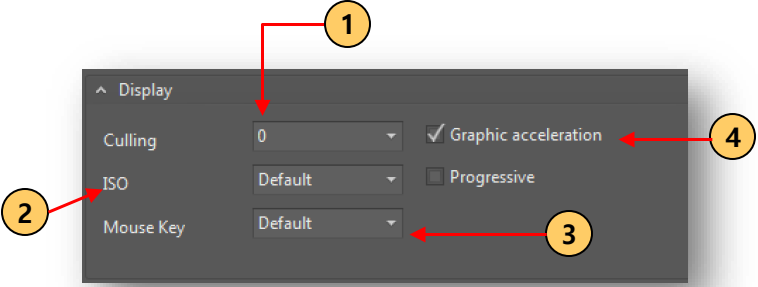 1
Display
Culling 0 Graphic acceleration 4
ISO Default Progressive
2
Mouse Key Default 3